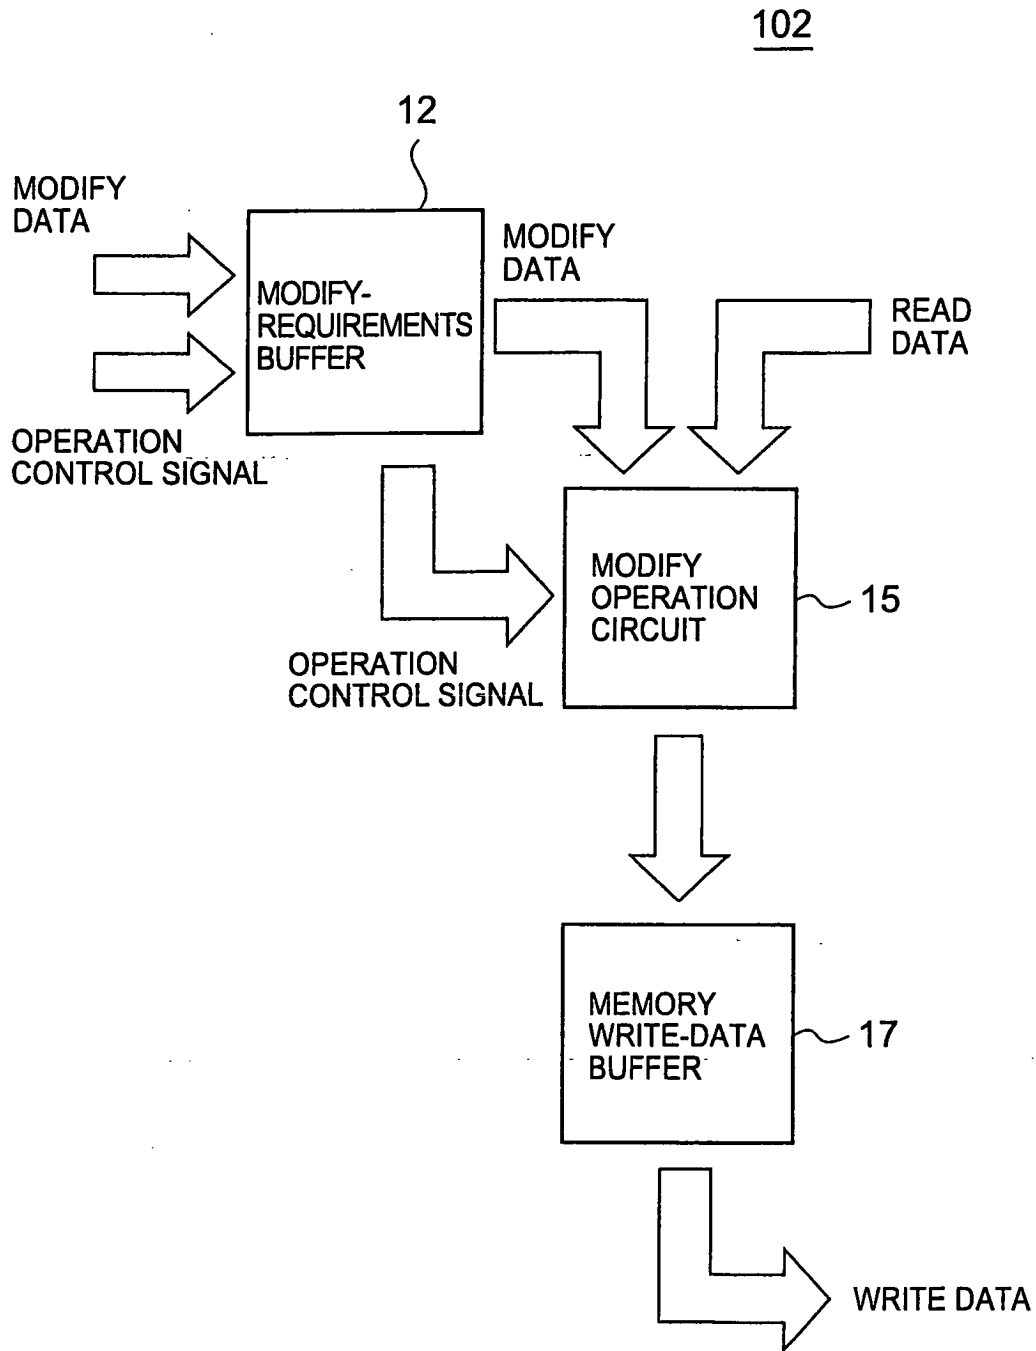 102
12
MODIFY
DATA
MODIFY-
REQUIREMENTS
BUFFER
MODIFY
DATA
READ
DATA
OPERATION
CONTROL SIGNAL
MODIFY
OPERATION
CIRCUIT
15
OPERATION
CONTROL SIGNAL
MEMORY
WRITE-DATA
BUFFER
17
WRITE DATA